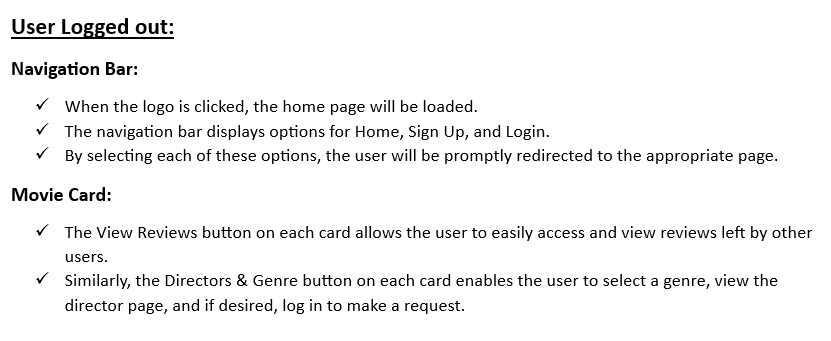 User Logged out:
Navigation Bar:
✓ When the logo is clicked, the home page will be loaded.
✓ The navigation bar displays options for Home, Sign Up, and Login.
✓ By selecting each of these options, the user will be promptly redirected to the appropriate page.
Movie Card:
✓ The View Reviews button on each card allows the user to easily access and view reviews left by other
users.
✓ Similarly, the Directors & Genre button on each card enables the user to select a genre, view the
director page, and if desired, log in to make a request.